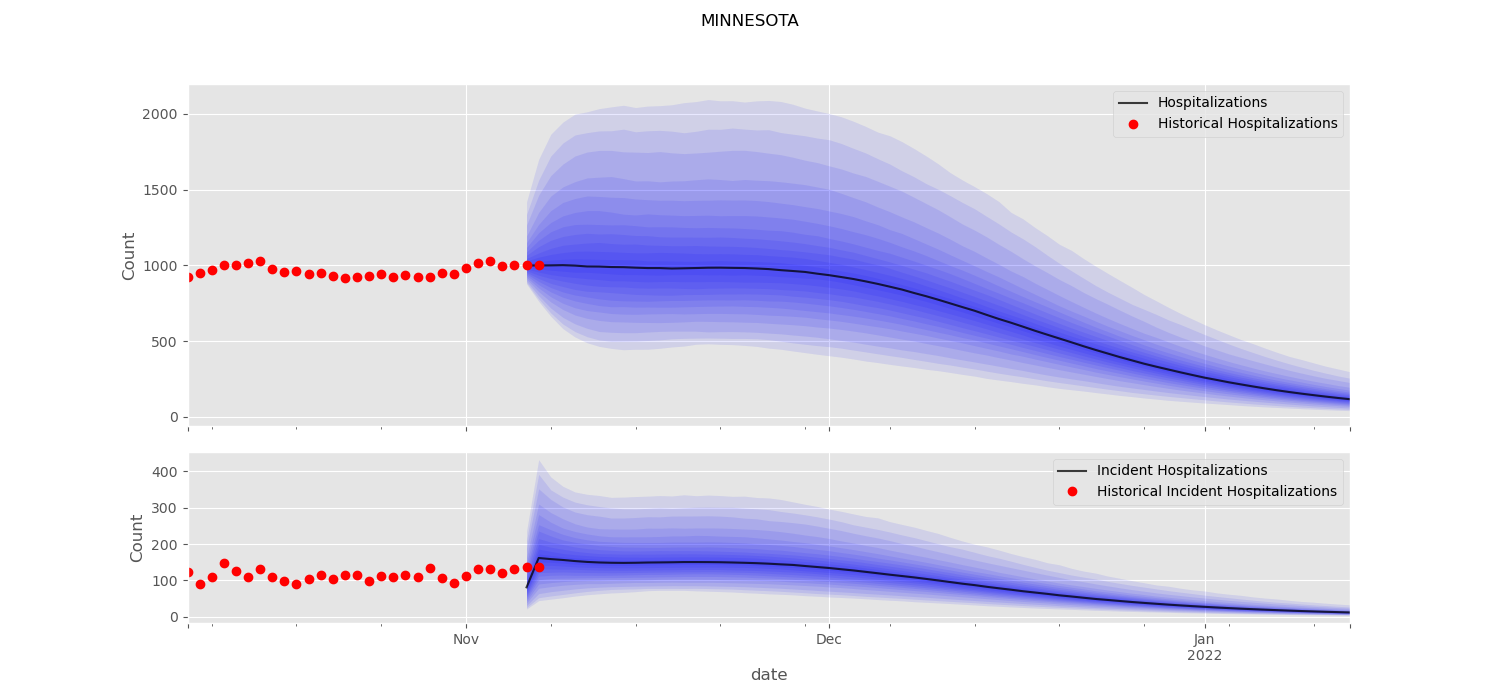 MINNESOTA
2000
1500
1000
500
0
Count
Hospitalizations
Historical Hospitalizations
400
300
200
100
0
Count
Incident Hospitalizations
Historical Incident Hospitalizations
Nov
Dec
Jan
2022
date